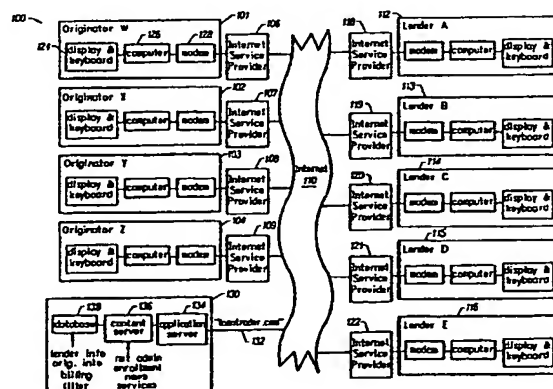 100
Originator W
101
124
126
128
display & keyboard
computer
modem
106
Internet Service Provider
Originator X
102
display & keyboard
computer
modem
107
Internet Service Provider
Originator Y
103
display & keyboard
computer
modem
108
Internet Service Provider
Originator Z
104
display & keyboard
computer
modem
109
Internet Service Provider
130
138
136
134
database
content server
application server
lender info
orig. info
billing
filter
net admin
enrollment
news
services
132
Internet
110
118
Internet Service Provider
112
Lender A
modem
computer
display & keyboard
119
Internet Service Provider
113
Lender B
modem
computer
display & keyboard
120
Internet Service Provider
114
Lender C
modem
computer
display & keyboard
121
Internet Service Provider
115
Lender D
modem
computer
display & keyboard
122
Internet Service Provider
116
Lender E
modem
computer
display & keyboard